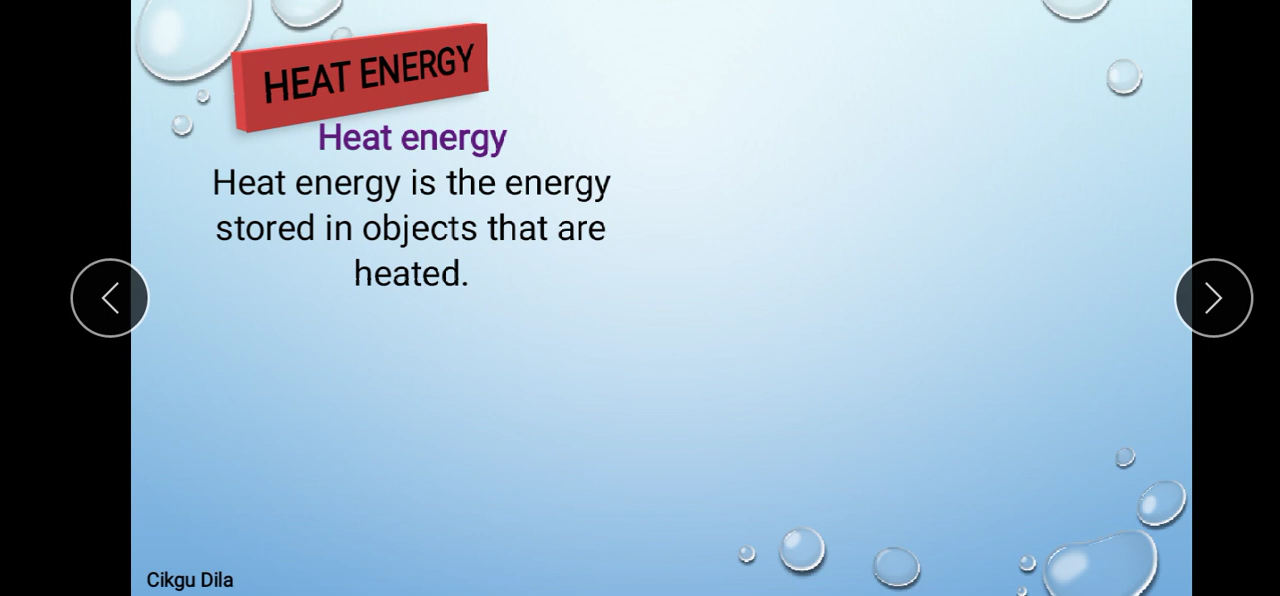 HEAT ENERGY
Heat energy
Heat energy is the energy
stored in objects that are
heated.
Cikgu Dila